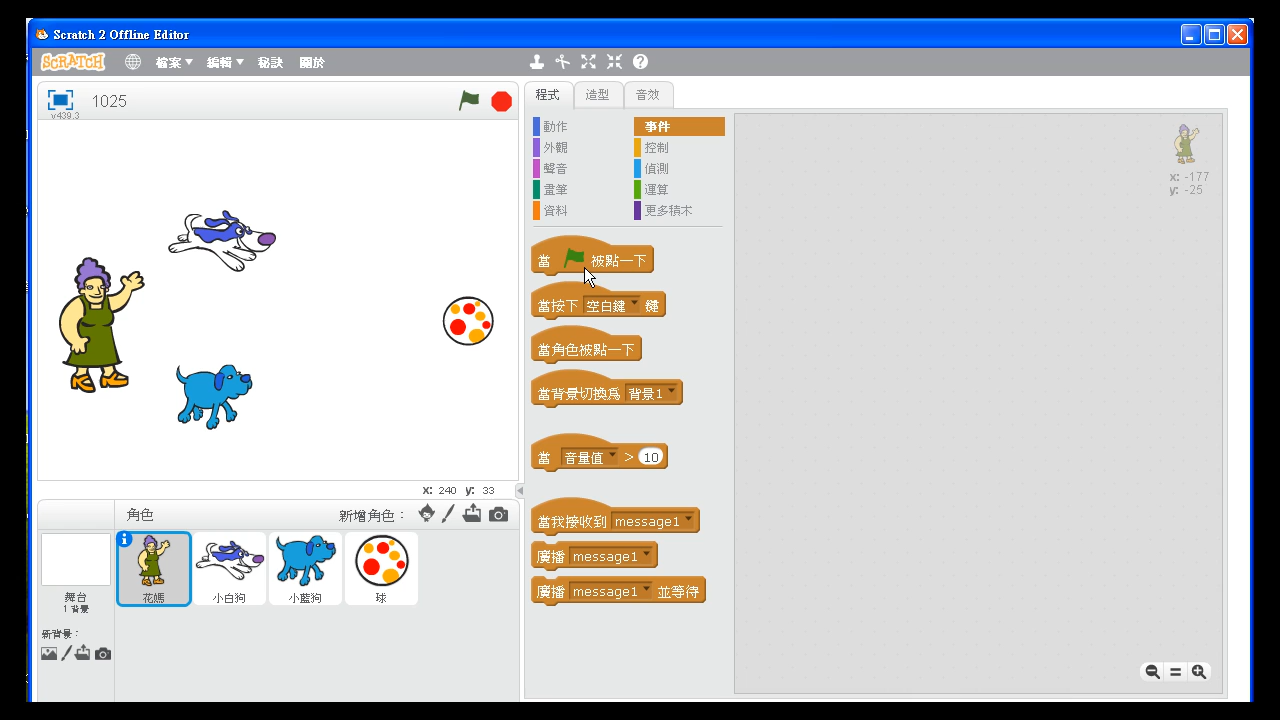 Scratch 2 Offline Editor
SCRATCH 檔案 編輯 秘訣 關於
1025
v439.3
程式 造型 音效
動作 事件
外觀 控制
聲音 偵測
畫筆 運算
資料 更多積木
x: -177
y: -25
當 被點一下
當按下 空白鍵 鍵
當角色被點一下
當背景切換為 背景1
當 音量值 > 10
x: 240 y: 33
角色 新增角色：
當我接收到 message1
廣播 message1
廣播 message1 並等待
舞台
1 背景
花媽 小白狗 小藍狗 球
新背景：